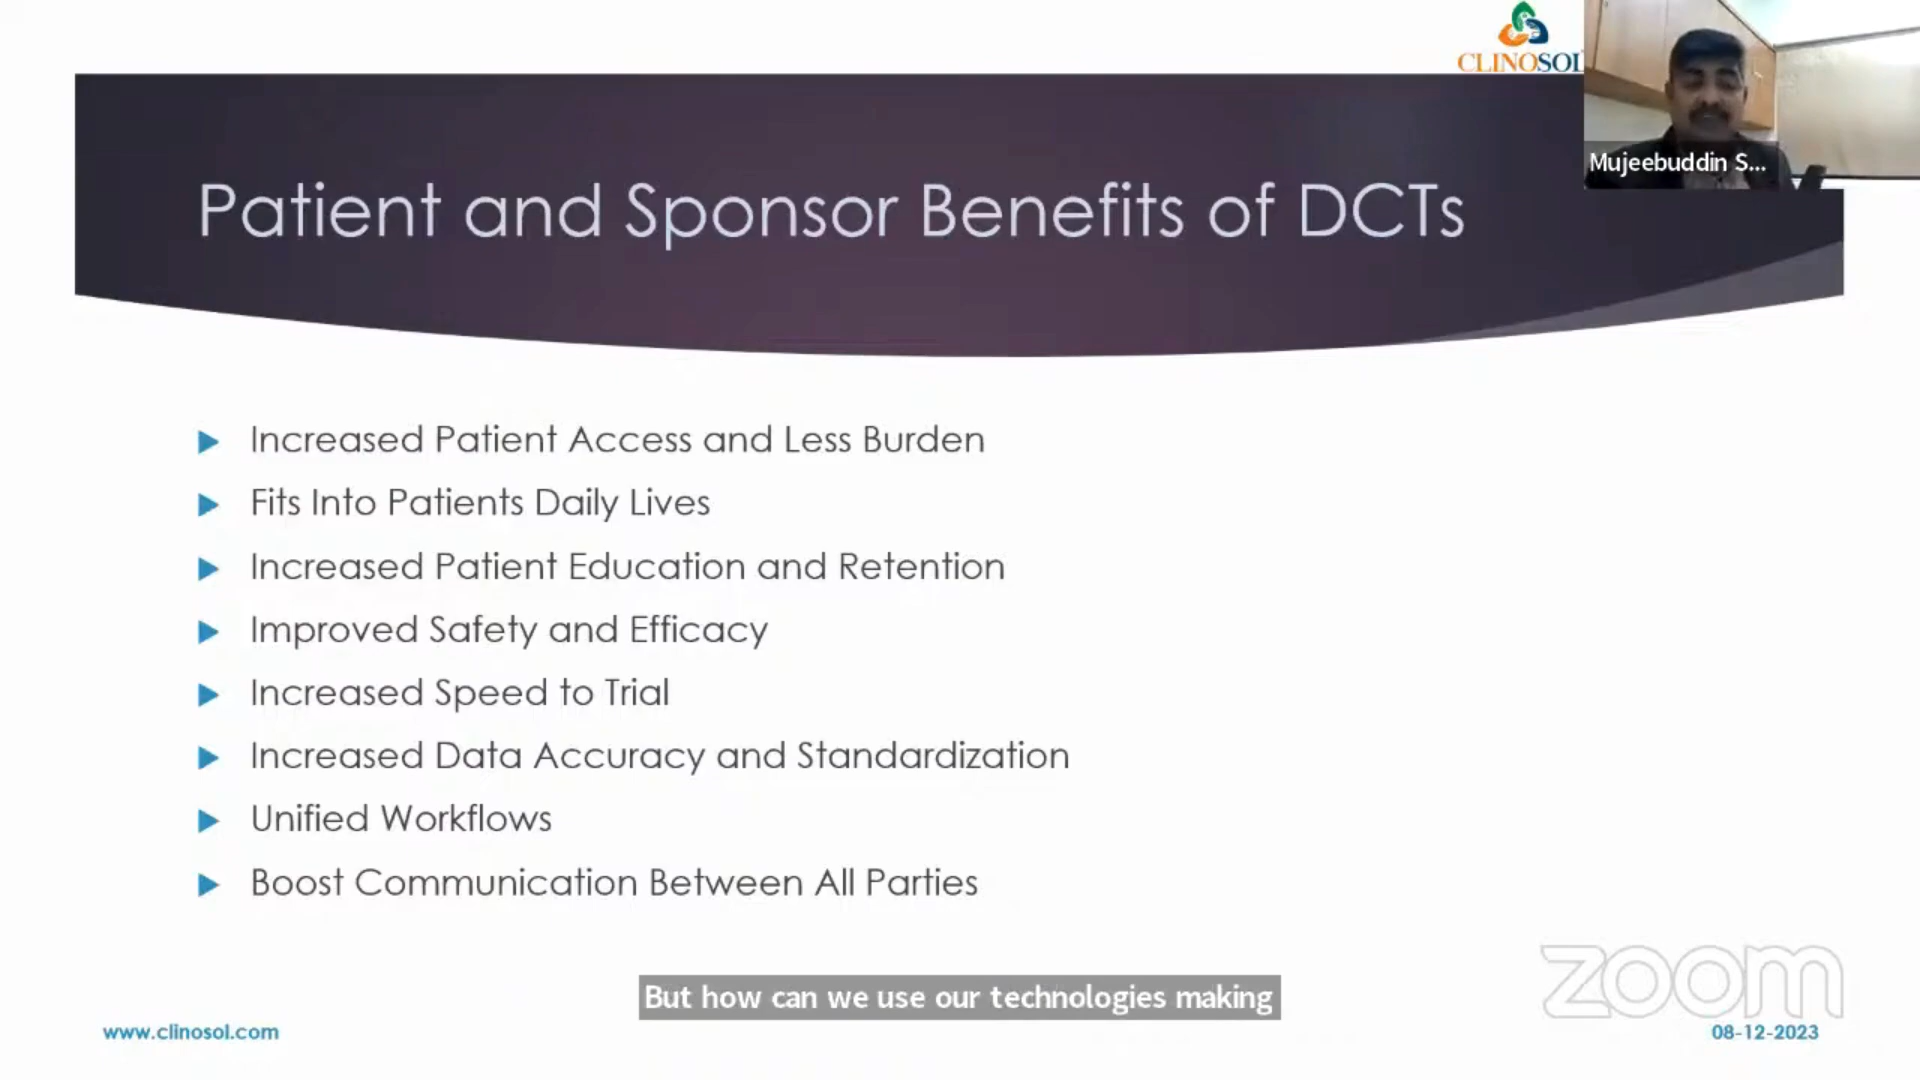 CLINOSOL
Mujeebuddin S...
Patient and Sponsor Benefits of DCTs
Increased Patient Access and Less Burden
Fits Into Patients Daily Lives
Increased Patient Education and Retention
Improved Safety and Efficacy
Increased Speed to Trial
Increased Data Accuracy and Standardization
Unified Workflows
Boost Communication Between All Parties
zoom
But how can we use our technologies making
www.clinosol.com
08-12-2023